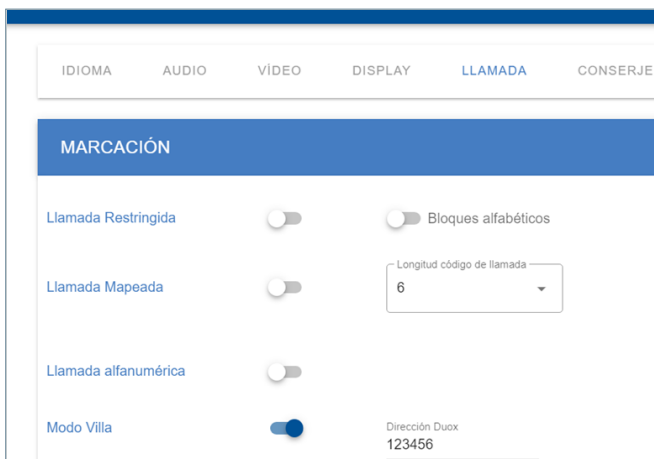 IDIOMA AUDIO VÍDEO DISPLAY LLAMADA CONSERJE
MARCACIÓN
Llamada Restringida Bloques alfabéticos
Longitud código de llamada
Llamada Mapeada 6
Llamada alfanumérica
Modo Villa Dirección Duox
123456